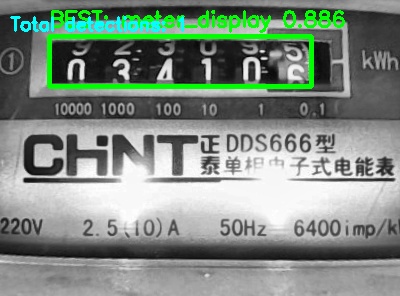 BEST: meter_display 0.886
Total detections: 1
① 0 3 4 1 0 6 kWh
10000 1000 100 10 1 0.1
CHINT 正泰 DDS666型
单相电子式电能表
220V 2.5(10)A 50Hz 6400imp/k